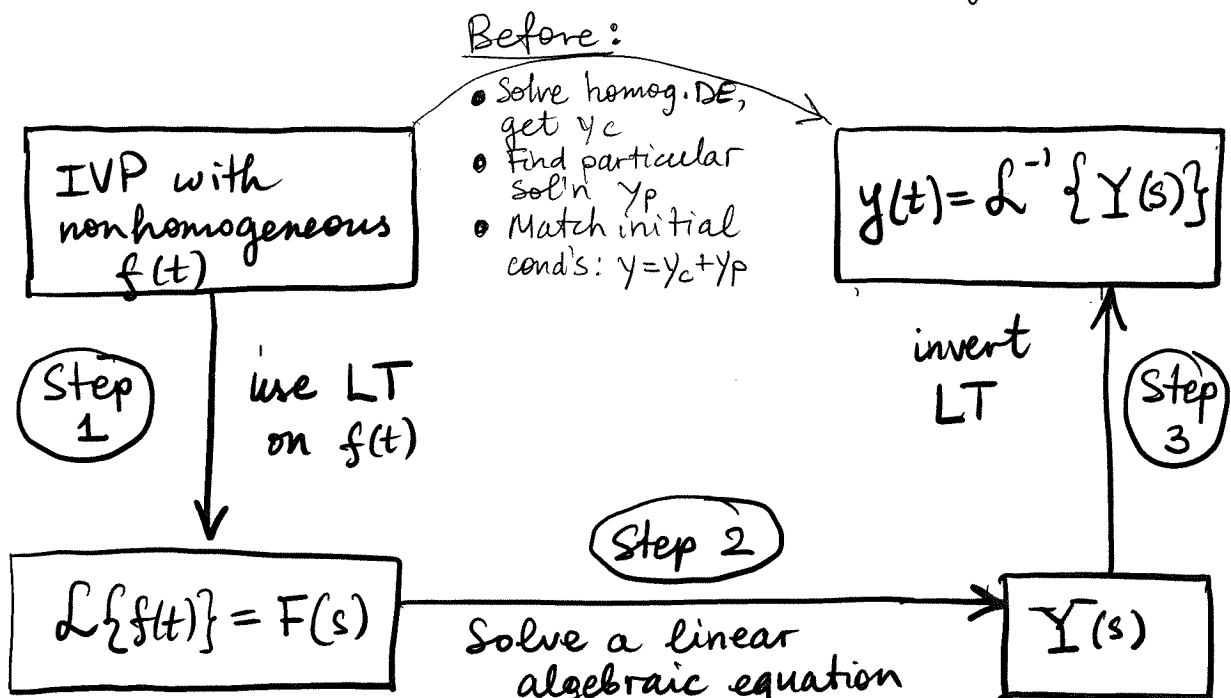 Before:
• Solve homog. DE,
get yc
• Find particular
sol'n yp
• Match initial
cond's: y=yc+yp
IVP with
nonhomogeneous
f(t)
y(t)=ℒ⁻¹{Y(s)}
Step
1
use LT
on f(t)
invert
LT
Step
3
Step 2
ℒ{f(t)} = F(s)
Solve a linear
algebraic equation
Y(s)